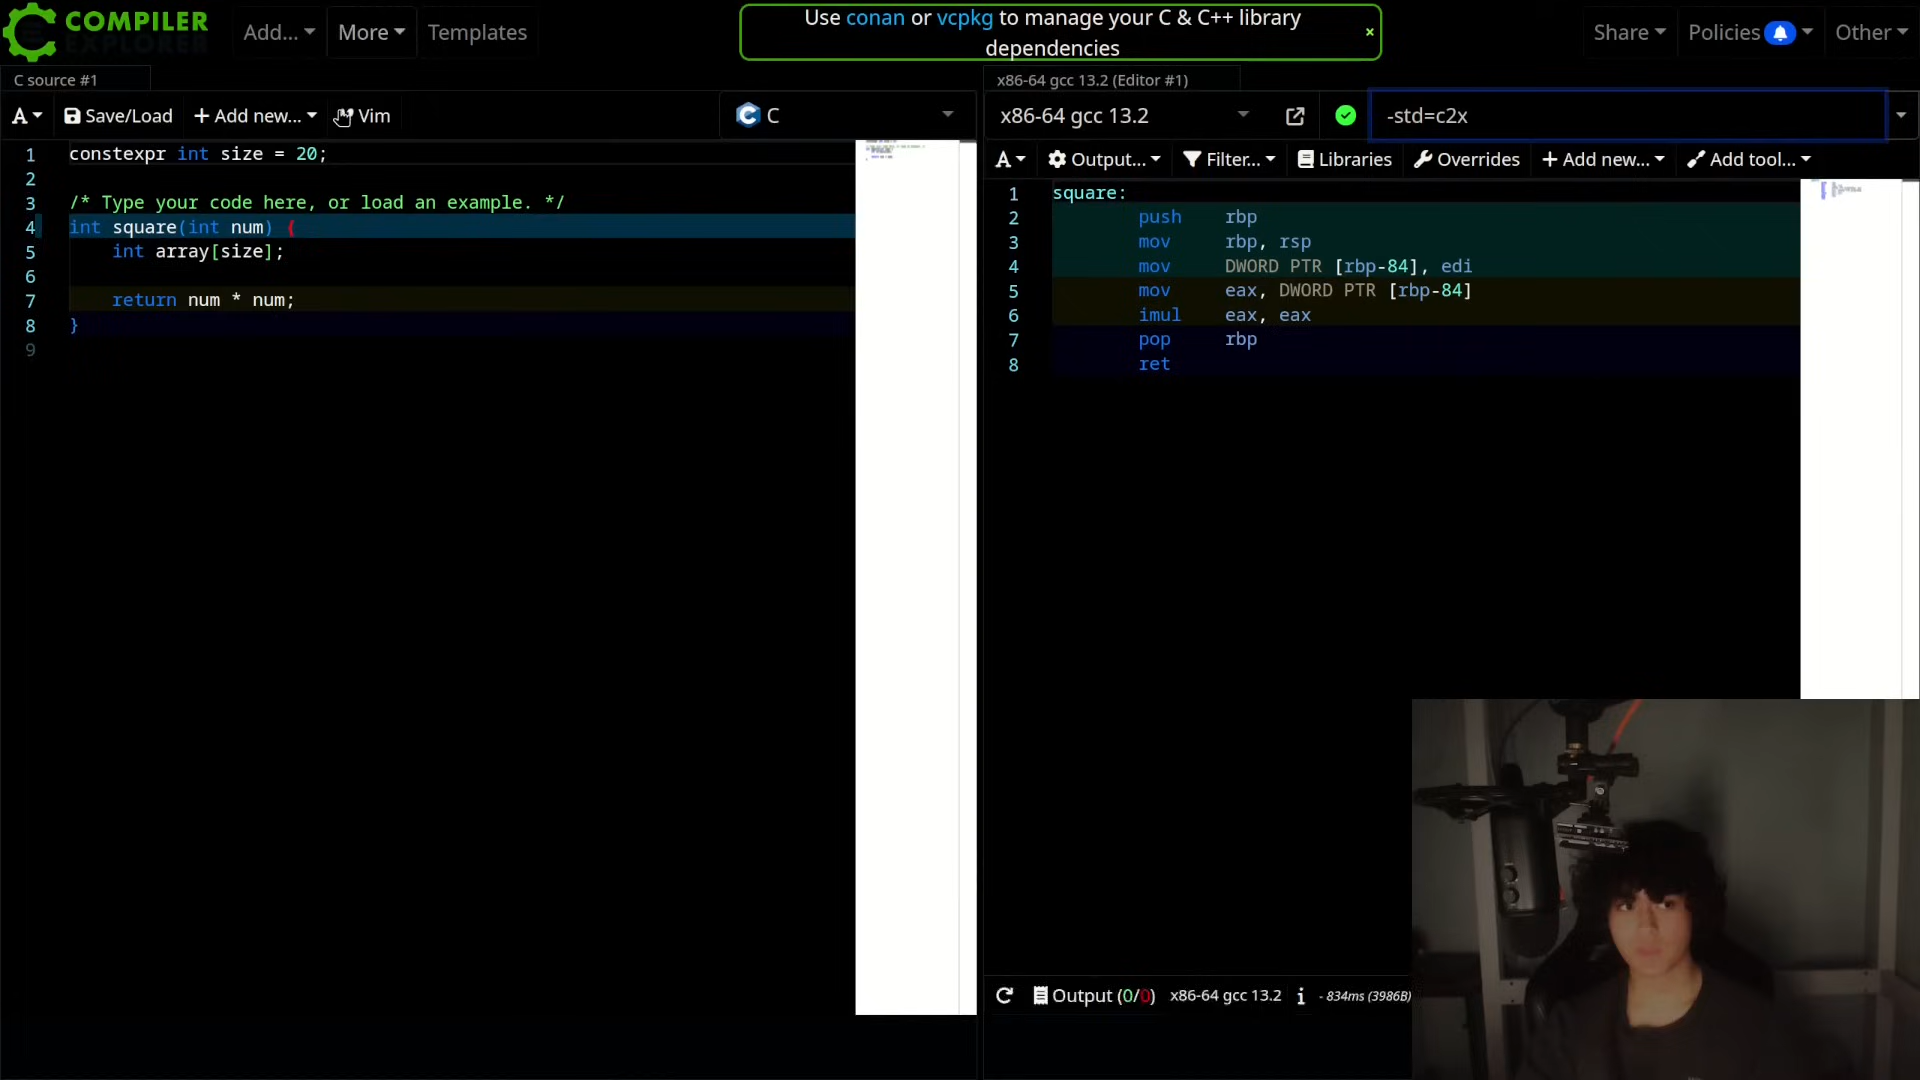 COMPILER
EXPLORER
Add...
More
Templates
Use conan or vcpkg to manage your C & C++ library
dependencies
×
Share
Policies
Other
C source #1
A
Save/Load
+ Add new...
Vim
C
1 constexpr int size = 20;
2
3 /* Type your code here, or load an example. */
4 int square(int num) {
5 int array[size];
6
7 return num * num;
8 }
9
x86-64 gcc 13.2 (Editor #1)
x86-64 gcc 13.2
-std=c2x
A
Output...
Filter...
Libraries
Overrides
+ Add new...
Add tool...
1 square:
2 push rbp
3 mov rbp, rsp
4 mov DWORD PTR [rbp-84], edi
5 mov eax, DWORD PTR [rbp-84]
6 imul eax, eax
7 pop rbp
8 ret
Output (0/0) x86-64 gcc 13.2 i - 834ms (3986B)